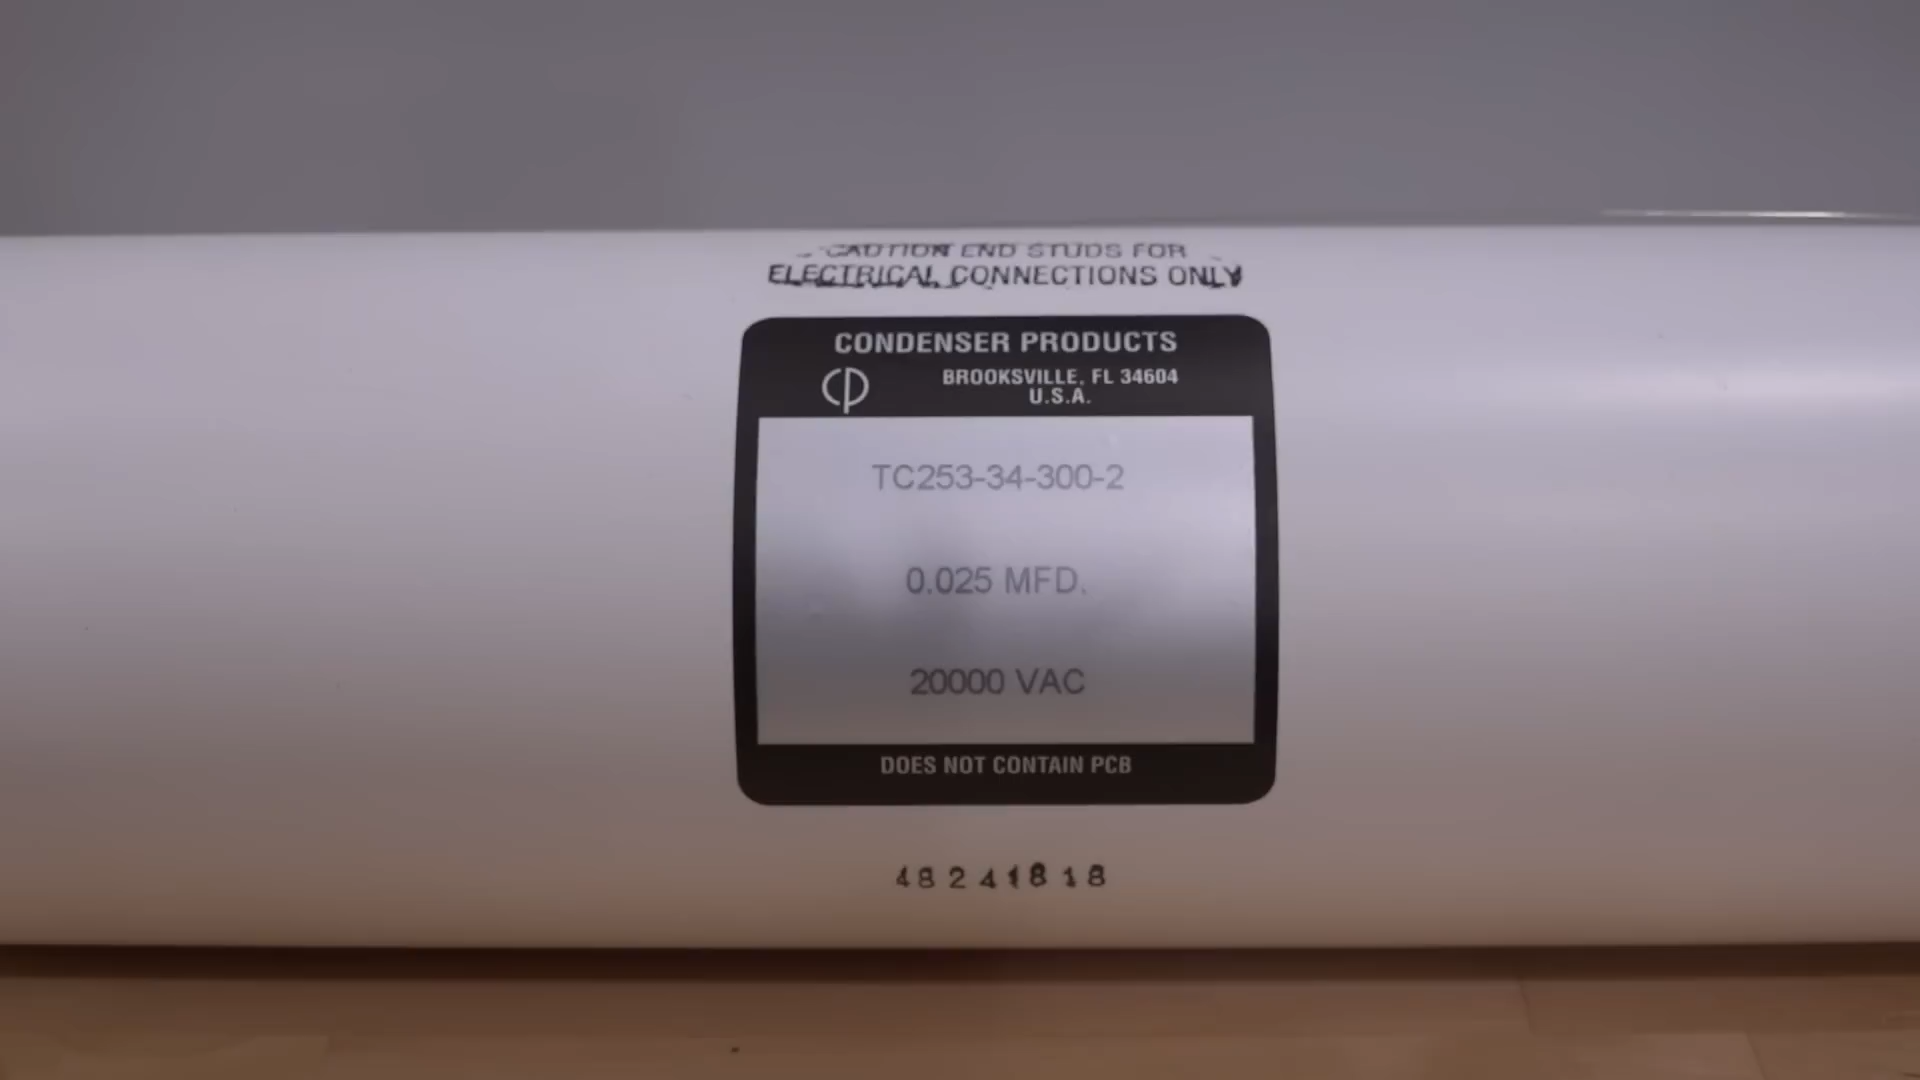 CAUTION END STUDS FOR
ELECTRICAL CONNECTIONS ONLY
CONDENSER PRODUCTS
cp
BROOKSVILLE, FL 34604
U.S.A.
TC253-34-300-2
0.025 MFD.
20000 VAC
DOES NOT CONTAIN PCB
48241818